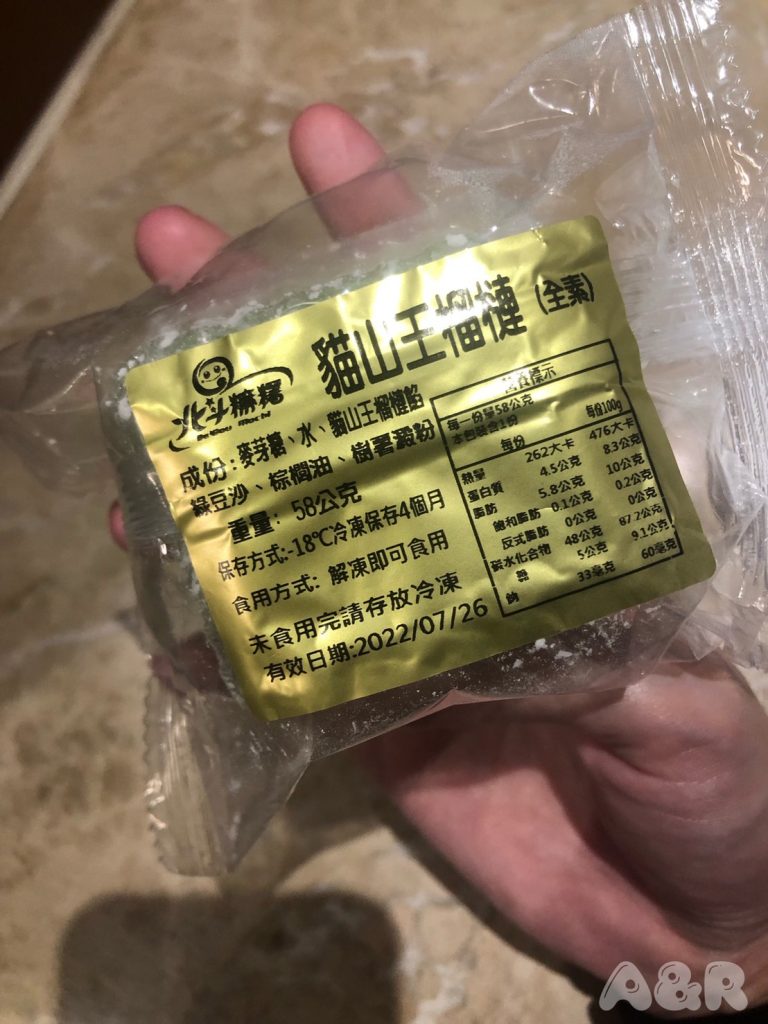 北斗麻糬
貓山王榴槤 (全素)
成份:麥芽糖、水、貓山王榴槤餡
綠豆沙、棕櫚油、樹薯澱粉
重量: 58公克
保存方式:-18℃冷凍保存4個月
食用方式: 解凍即可食用
未食用完請存放冷凍
有效日期:2022/07/26
營養標示
每一份量58公克
本包裝含1份
每份 每份100g
熱量 262大卡 476大卡
蛋白質 4.5公克 8.3公克
脂肪 5.8公克 10公克
飽和脂肪 0.1公克 0.2公克
反式脂肪 0公克 0公克
碳水化合物 48公克 87.2公克
5公克 9.1公克
鈉 33毫克 60毫克
A&R